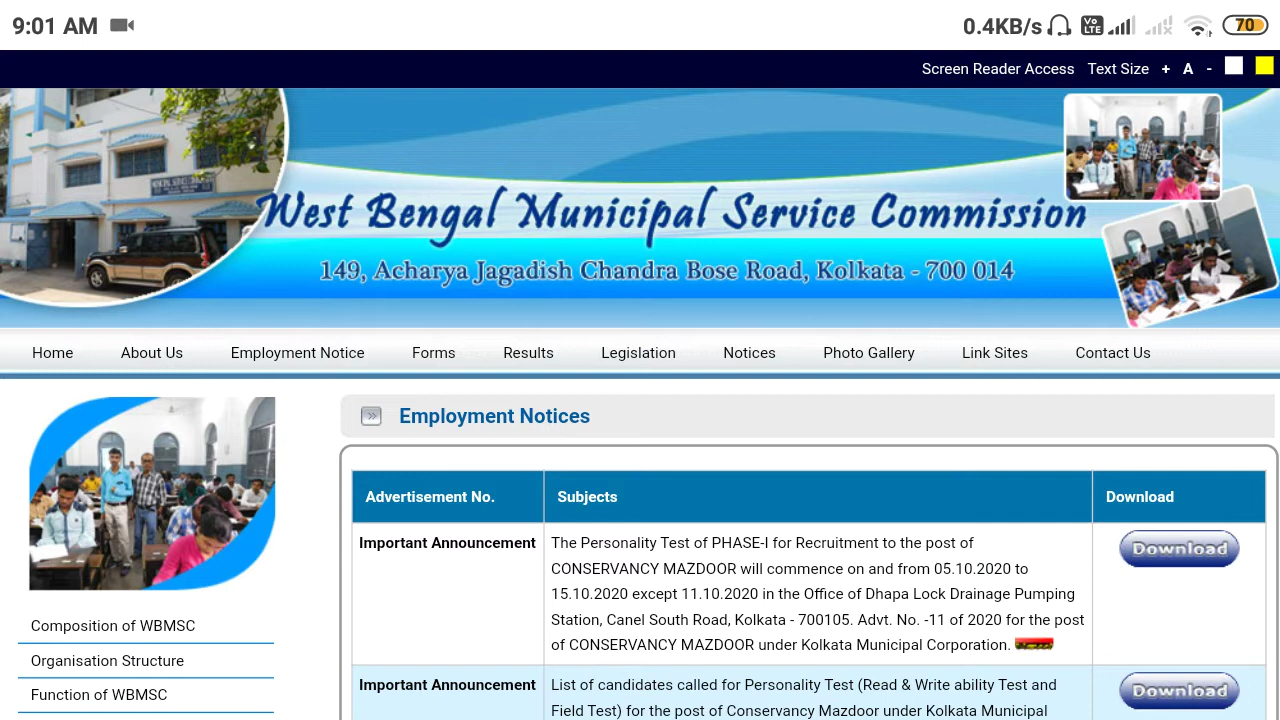 9:01 AM
0.4KB/s Vo LTE 70
Screen Reader Access Text Size + A -
West Bengal Municipal Service Commission
149, Acharya Jagadish Chandra Bose Road, Kolkata - 700 014
Home About Us Employment Notice Forms Results Legislation Notices Photo Gallery Link Sites Contact Us
Employment Notices
Advertisement No. Subjects Download
Important Announcement The Personality Test of PHASE-I for Recruitment to the post of Download
CONSERVANCY MAZDOOR will commence on and from 05.10.2020 to
15.10.2020 except 11.10.2020 in the Office of Dhapa Lock Drainage Pumping
Station, Canel South Road, Kolkata - 700105. Advt. No. -11 of 2020 for the post
of CONSERVANCY MAZDOOR under Kolkata Municipal Corporation.
Important Announcement List of candidates called for Personality Test (Read & Write ability Test and Download
Field Test) for the post of Conservancy Mazdoor under Kolkata Municipal
Composition of WBMSC
Organisation Structure
Function of WBMSC